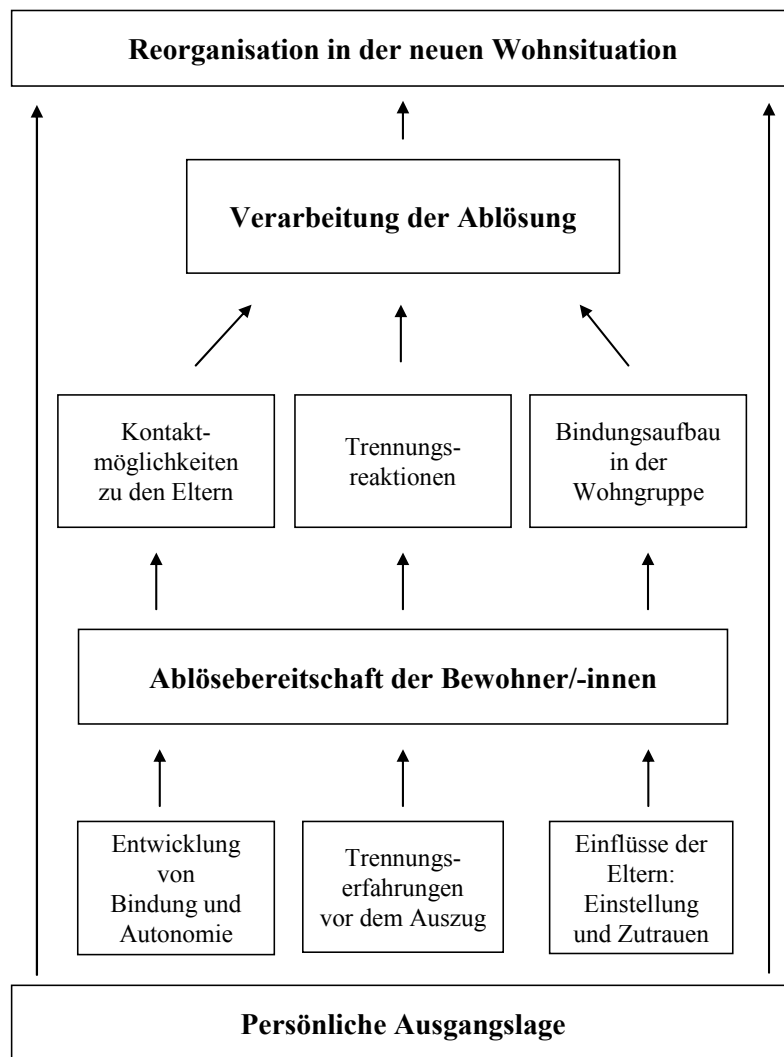 Reorganisation in der neuen Wohnsituation
Verarbeitung der Ablösung
Kontakt-
möglichkeiten
zu den Eltern
Trennungs-
reaktionen
Bindungsaufbau
in der
Wohngruppe
Ablösebereitschaft der Bewohner/-innen
Entwicklung
von
Bindung und
Autonomie
Trennungs-
erfahrungen
vor dem Auszug
Einflüsse der
Eltern:
Einstellung
und Zutrauen
Persönliche Ausgangslage